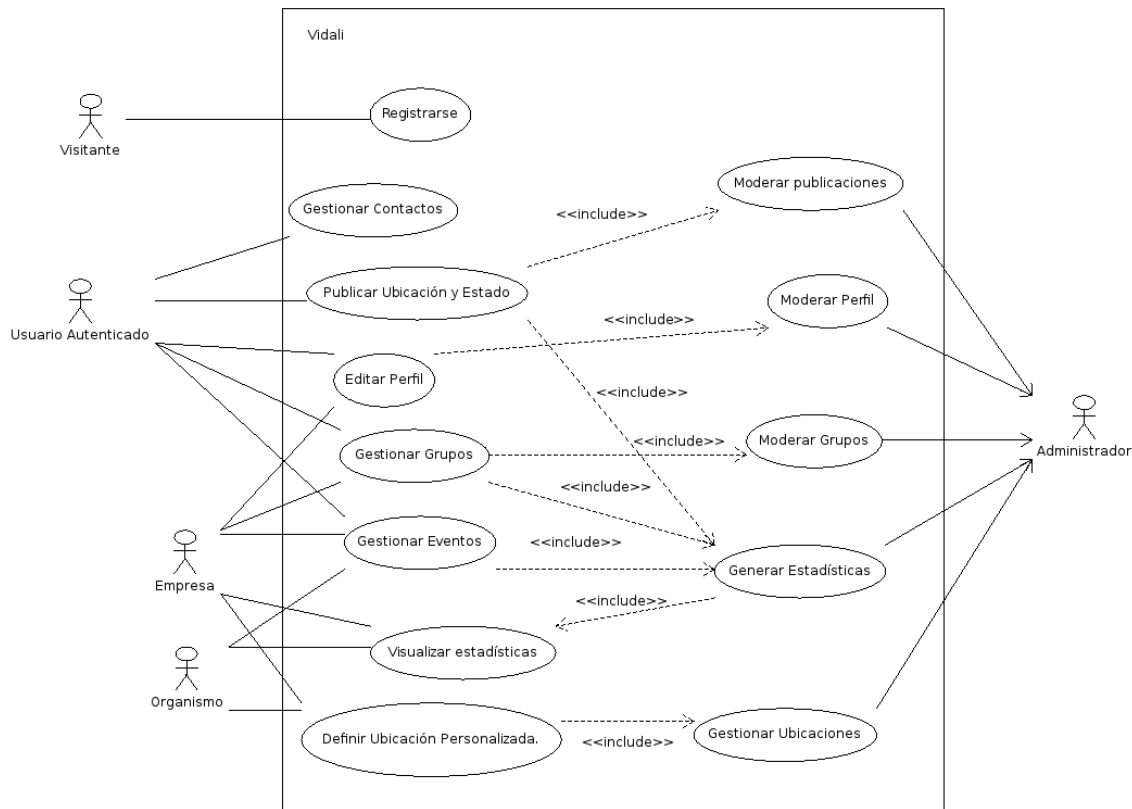 Vidali
Registrarse
Visitante
Moderar publicaciones
Gestionar Contactos
<<include>>
Publicar Ubicación y Estado
Moderar Perfil
<<include>>
Usuario Autenticado
Editar Perfil
<<include>>
Gestionar Grupos
<<include>>
Moderar Grupos
Administrador
<<include>>
Gestionar Eventos
<<include>>
Generar Estadísticas
Empresa
<<include>>
Visualizar estadísticas
Organismo
Definir Ubicación Personalizada.
<<include>>
Gestionar Ubicaciones